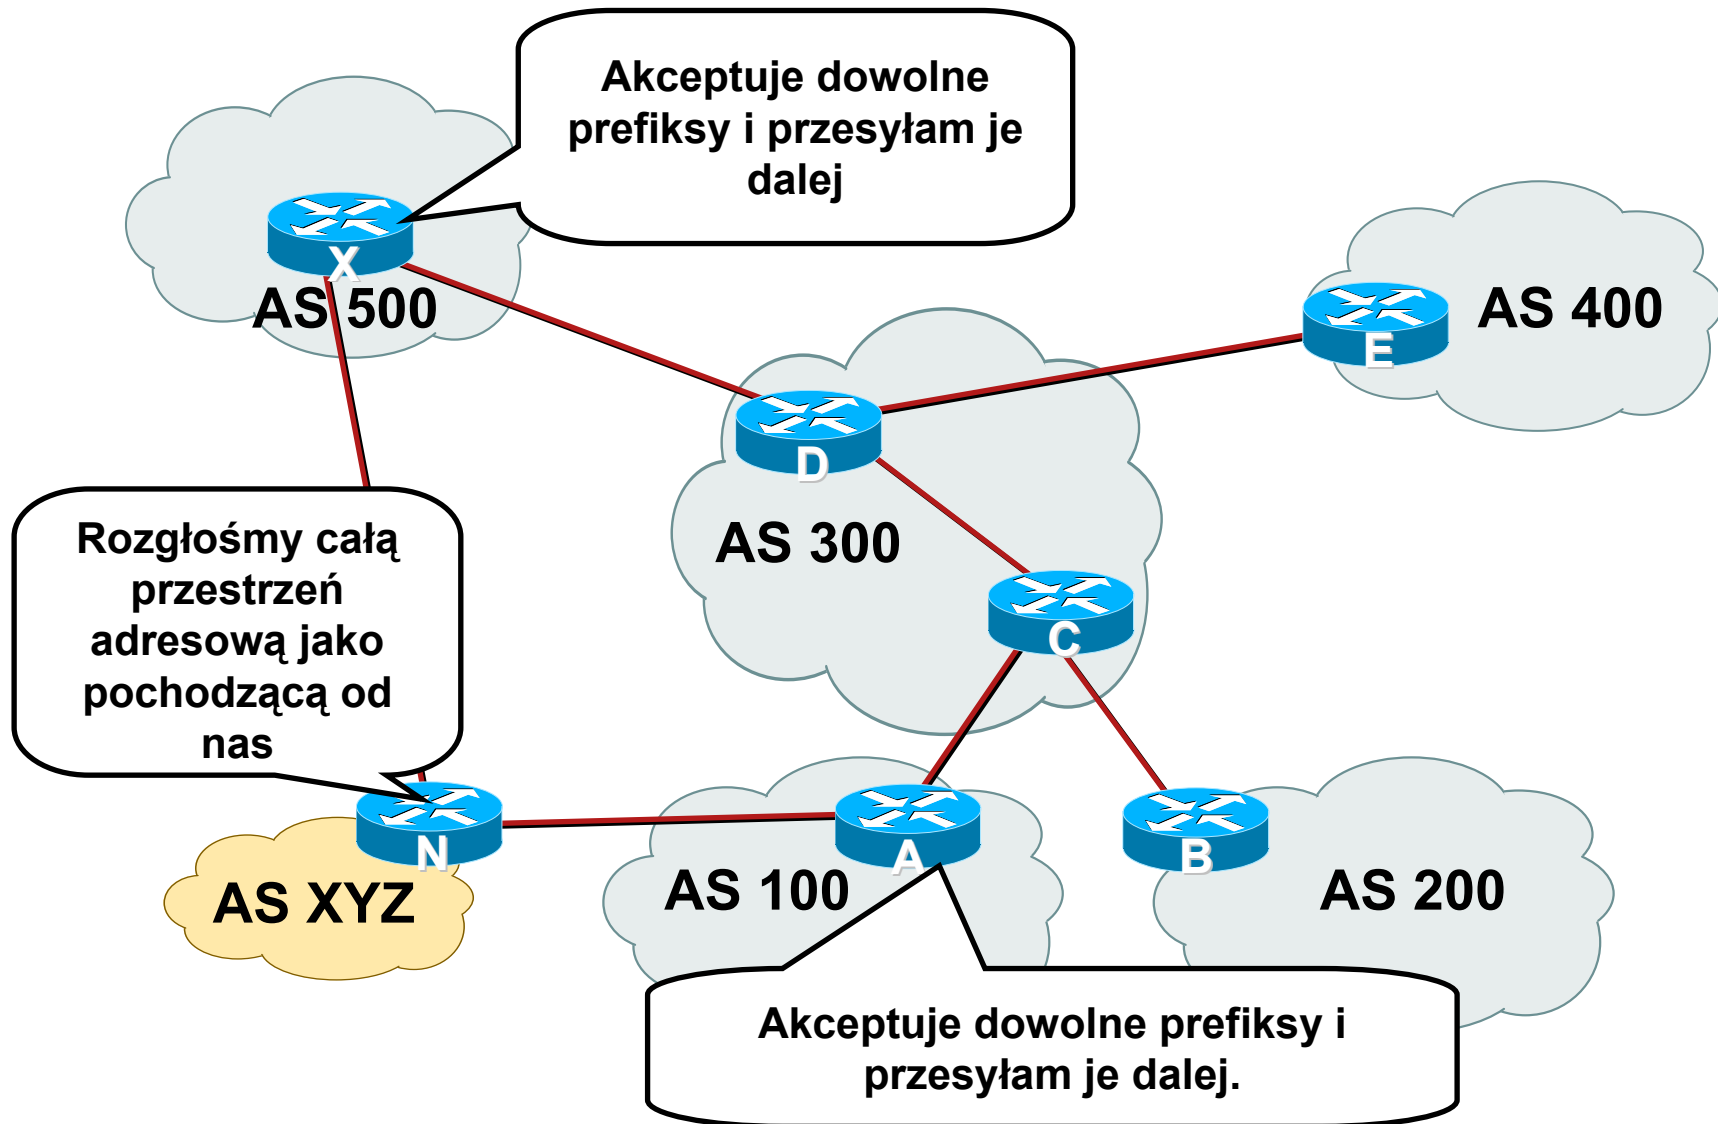 Akceptuje dowolne
prefiksy i przesyłam je
dalej
X
AS 500
E
AS 400
D
AS 300
Rozgłośmy całą
przestrzeń
adresową jako
pochodzącą od
nas
C
N
AS XYZ
A
AS 100
B
AS 200
Akceptuje dowolne prefiksy i
przesyłam je dalej.